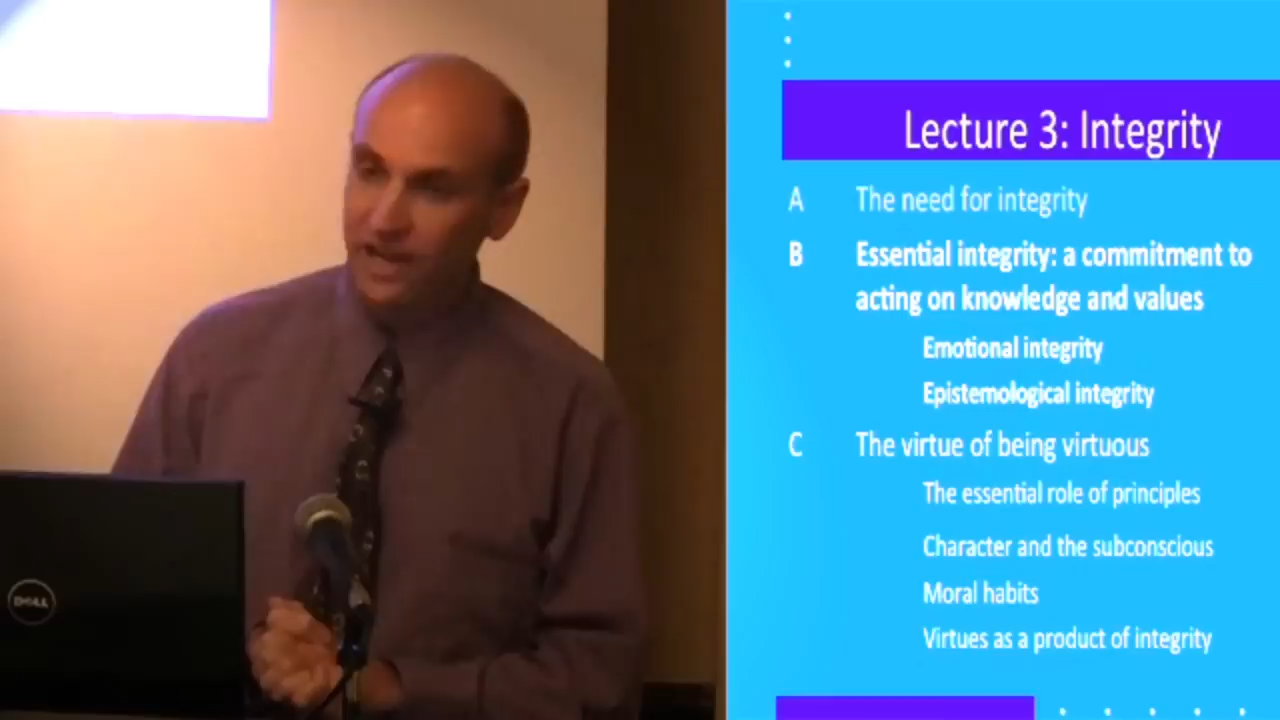 Lecture 3: Integrity
A The need for integrity
B Essential integrity: a commitment to
acting on knowledge and values
Emotional integrity
Epistemological integrity
C The virtue of being virtuous
The essential role of principles
Character and the subconscious
Moral habits
Virtues as a product of integrity
DELL